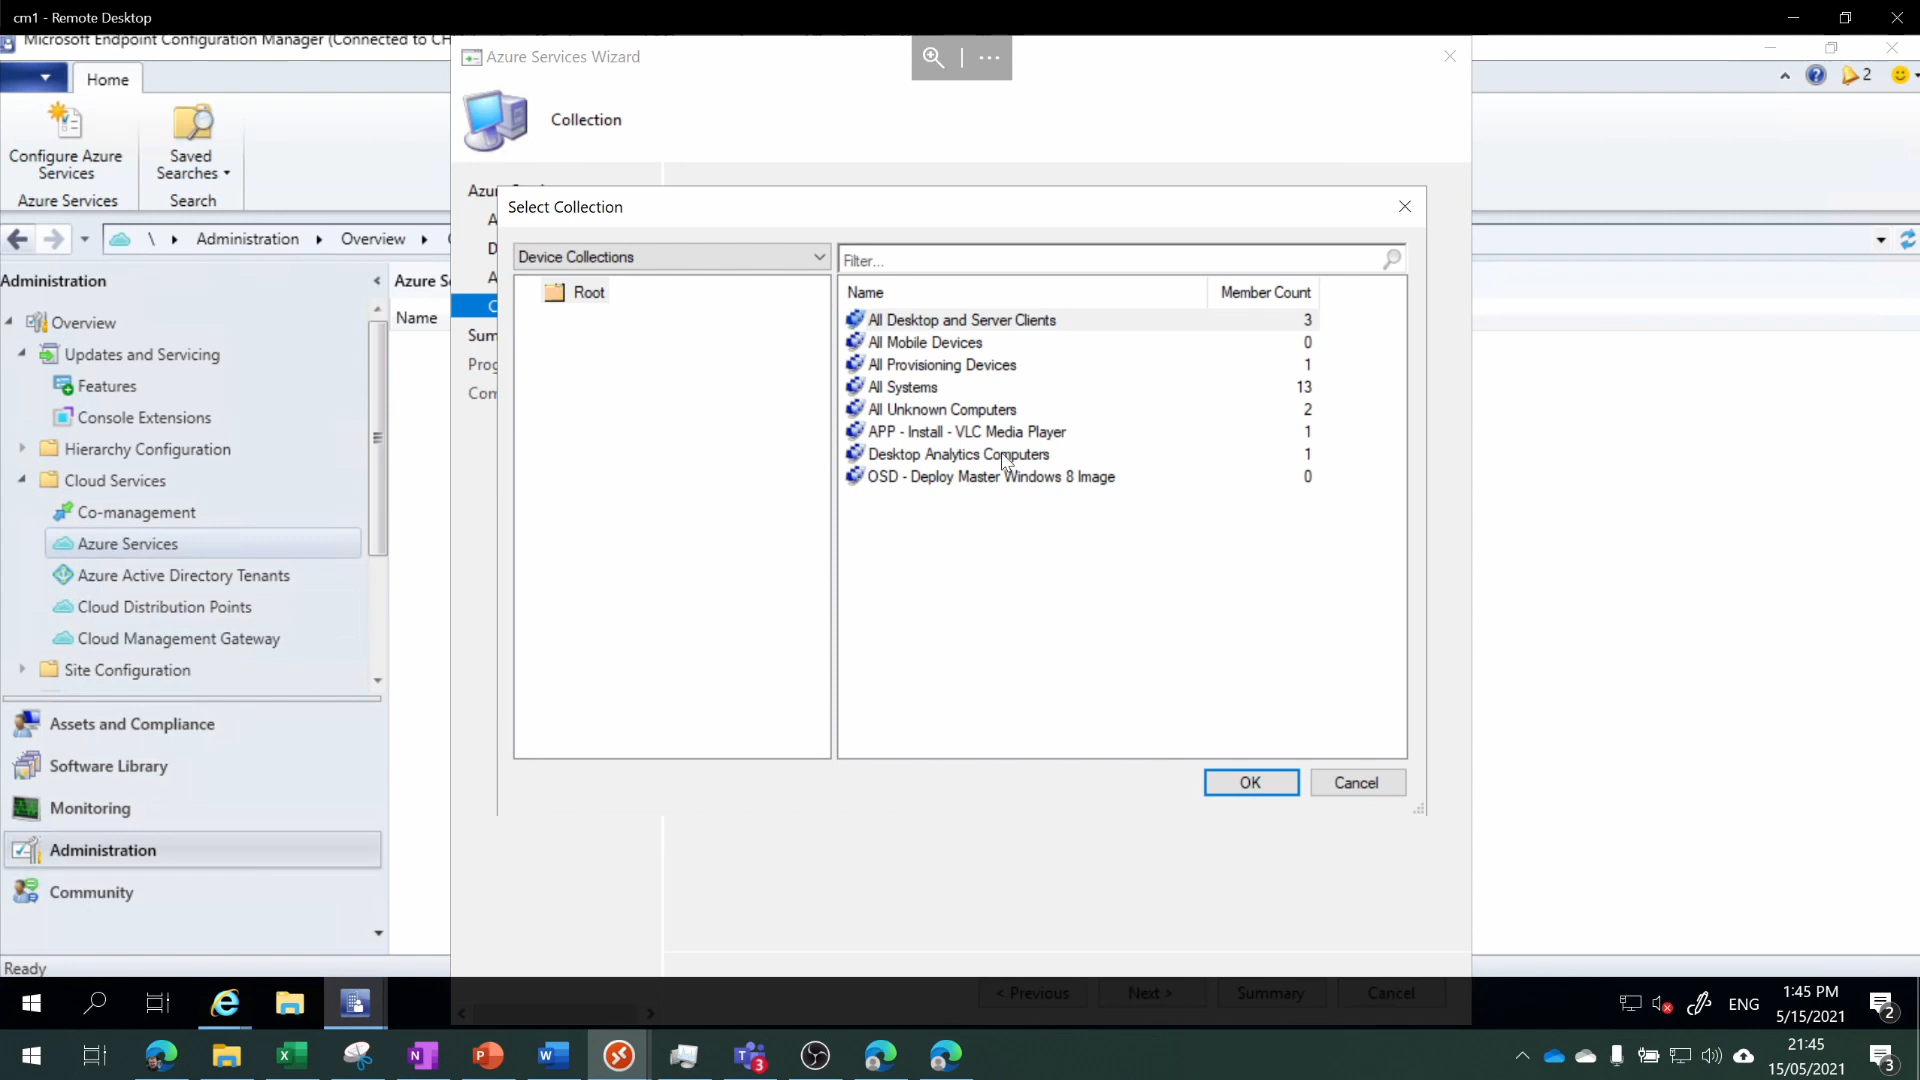 cm1 - Remote Desktop
Microsoft Endpoint Configuration Manager (Connected to CH
Azure Services Wizard
Home
2
Configure Azure
Services
Saved
Searches
Azure Services
Search
Collection
\ Administration Overview
Administration
Azure S
Name
Overview
Updates and Servicing
Features
Console Extensions
Hierarchy Configuration
Cloud Services
Co-management
Azure Services
Azure Active Directory Tenants
Cloud Distribution Points
Cloud Management Gateway
Site Configuration
Assets and Compliance
Software Library
Monitoring
Administration
Community
Ready
Azu
A
D
A
C
Sum
Prog
Com
Select Collection
Device Collections
Filter...
Root
Name Member Count
All Desktop and Server Clients 3
All Mobile Devices 0
All Provisioning Devices 1
All Systems 13
All Unknown Computers 2
APP - Install - VLC Media Player 1
Desktop Analytics Computers 1
OSD - Deploy Master Windows 8 Image 0
OK
Cancel
< Previous
Next >
Summary
Cancel
ENG
1:45 PM
5/15/2021
2
3
21:45
15/05/2021
3